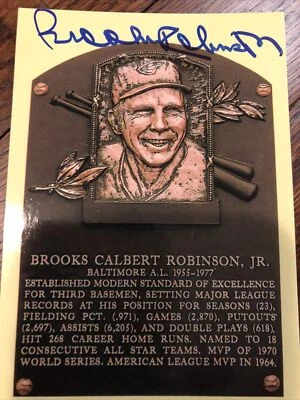 Brooks Robinson
BROOKS CALBERT ROBINSON, JR.
BALTIMORE A.L. 1955-1977
ESTABLISHED MODERN STANDARD OF EXCELLENCE
FOR THIRD BASEMEN, SETTING MAJOR LEAGUE
RECORDS AT HIS POSITION FOR SEASONS (23),
FIELDING PCT. (.971), GAMES (2,870), PUTOUTS
(2,697), ASSISTS (6,205), AND DOUBLE PLAYS (618).
HIT 268 CAREER HOME RUNS. NAMED TO 18
CONSECUTIVE ALL STAR TEAMS. MVP OF 1970
WORLD SERIES. AMERICAN LEAGUE MVP IN 1964.